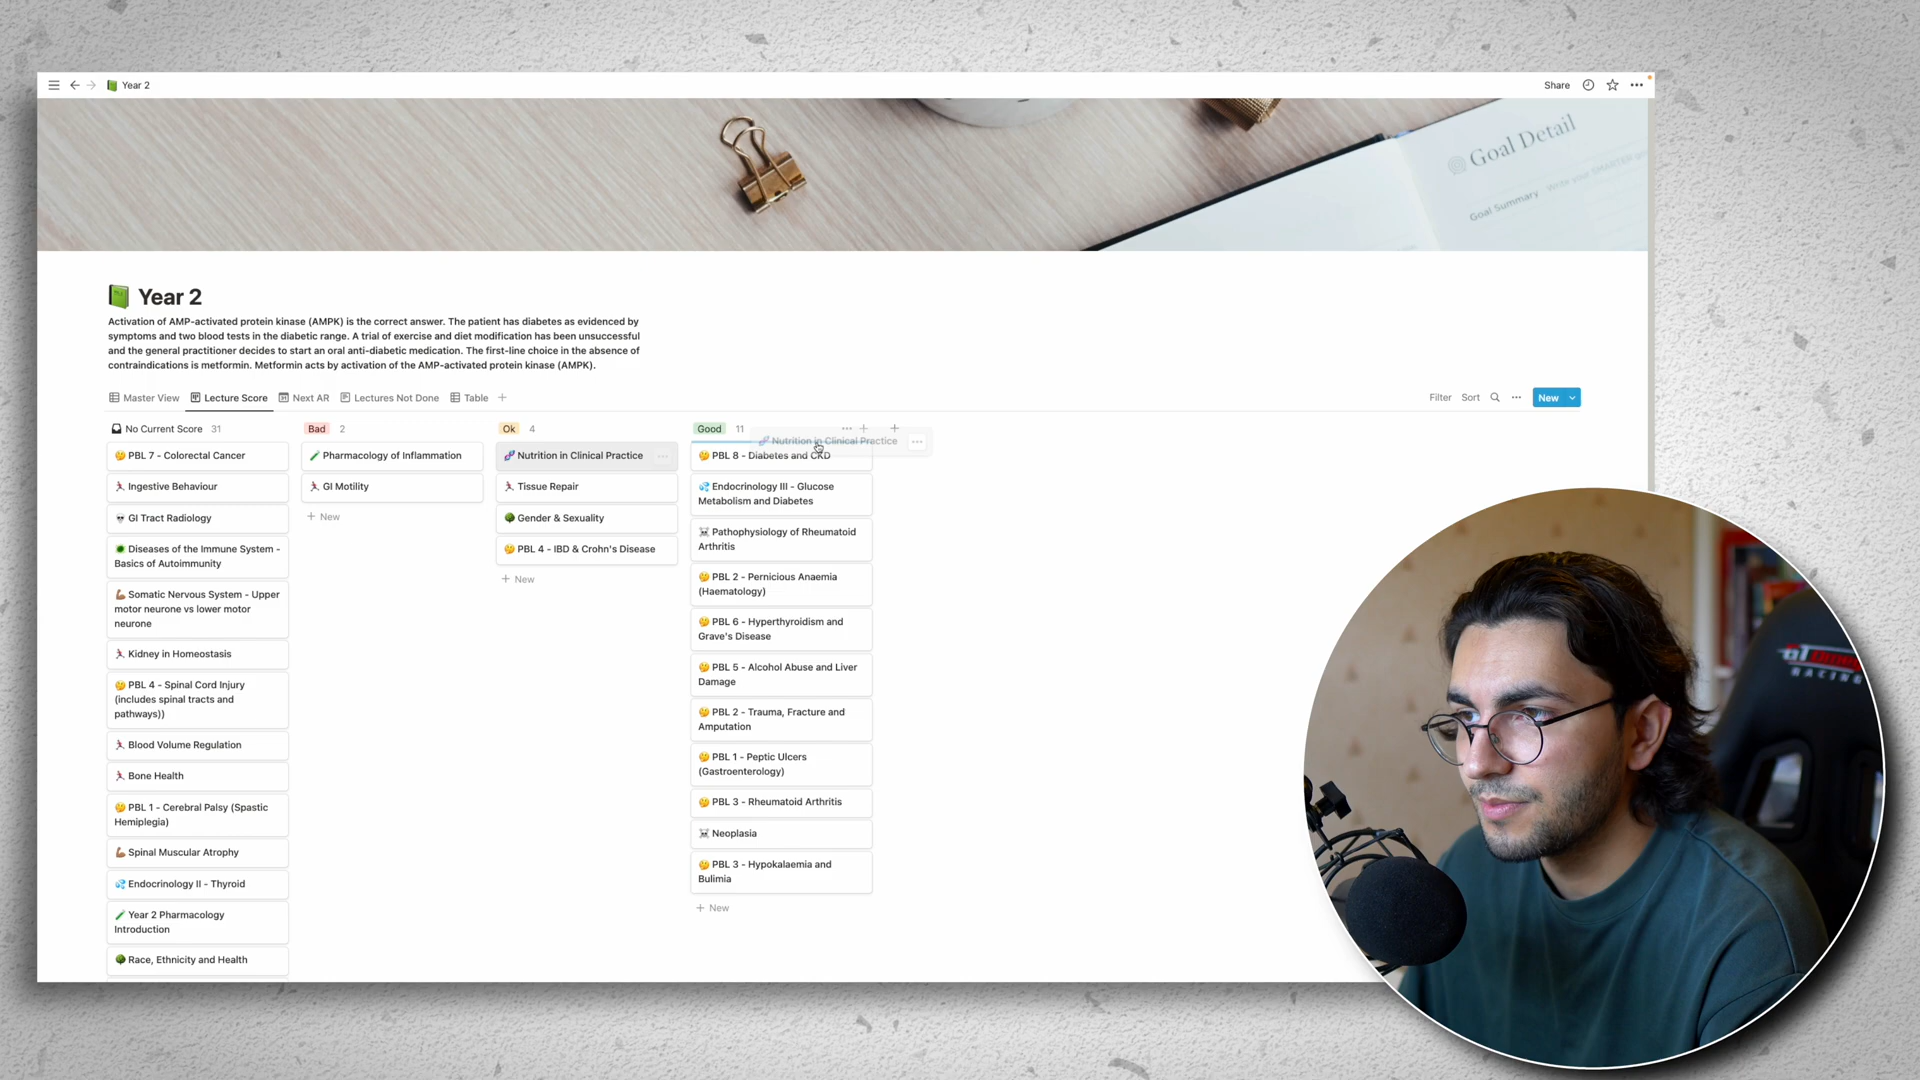 Year 2
Share
Goal Detail
Goal Summary
Year 2
Activation of AMP-activated protein kinase (AMPK) is the correct answer. The patient has diabetes as evidenced by
symptoms and two blood tests in the diabetic range. A trial of exercise and diet modification has been unsuccessful
and the general practitioner decides to start an oral anti-diabetic medication. The first-line choice in the absence of
contraindications is metformin. Metformin acts by activation of the AMP-activated protein kinase (AMPK).
Master View
Lecture Score
Next AR
Lectures Not Done
Table
Filter
Sort
New
No Current Score 31
PBL 7 - Colorectal Cancer
Ingestive Behaviour
GI Tract Radiology
Diseases of the Immune System -
Basics of Autoimmunity
Somatic Nervous System - Upper
motor neurone vs lower motor
neurone
Kidney in Homeostasis
PBL 4 - Spinal Cord Injury
(includes spinal tracts and
pathways))
Blood Volume Regulation
Bone Health
PBL 1 - Cerebral Palsy (Spastic
Hemiplegia)
Spinal Muscular Atrophy
Endocrinology II - Thyroid
Year 2 Pharmacology
Introduction
Race, Ethnicity and Health
Bad 2
Pharmacology of Inflammation
GI Motility
+ New
Ok 4
Nutrition in Clinical Practice
Tissue Repair
Gender & Sexuality
PBL 4 - IBD & Crohn's Disease
+ New
Good 11
Nutrition in Clinical Practice
PBL 8 - Diabetes and CKD
Endocrinology III - Glucose
Metabolism and Diabetes
Pathophysiology of Rheumatoid
Arthritis
PBL 2 - Pernicious Anaemia
(Haematology)
PBL 6 - Hyperthyroidism and
Grave's Disease
PBL 5 - Alcohol Abuse and Liver
Damage
PBL 2 - Trauma, Fracture and
Amputation
PBL 1 - Peptic Ulcers
(Gastroenterology)
PBL 3 - Rheumatoid Arthritis
Neoplasia
PBL 3 - Hypokalaemia and
Bulimia
+ New
RACING